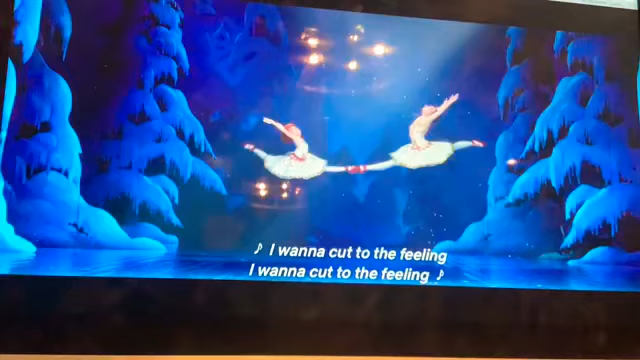 ♪ I wanna cut to the feeling
I wanna cut to the feeling ♪